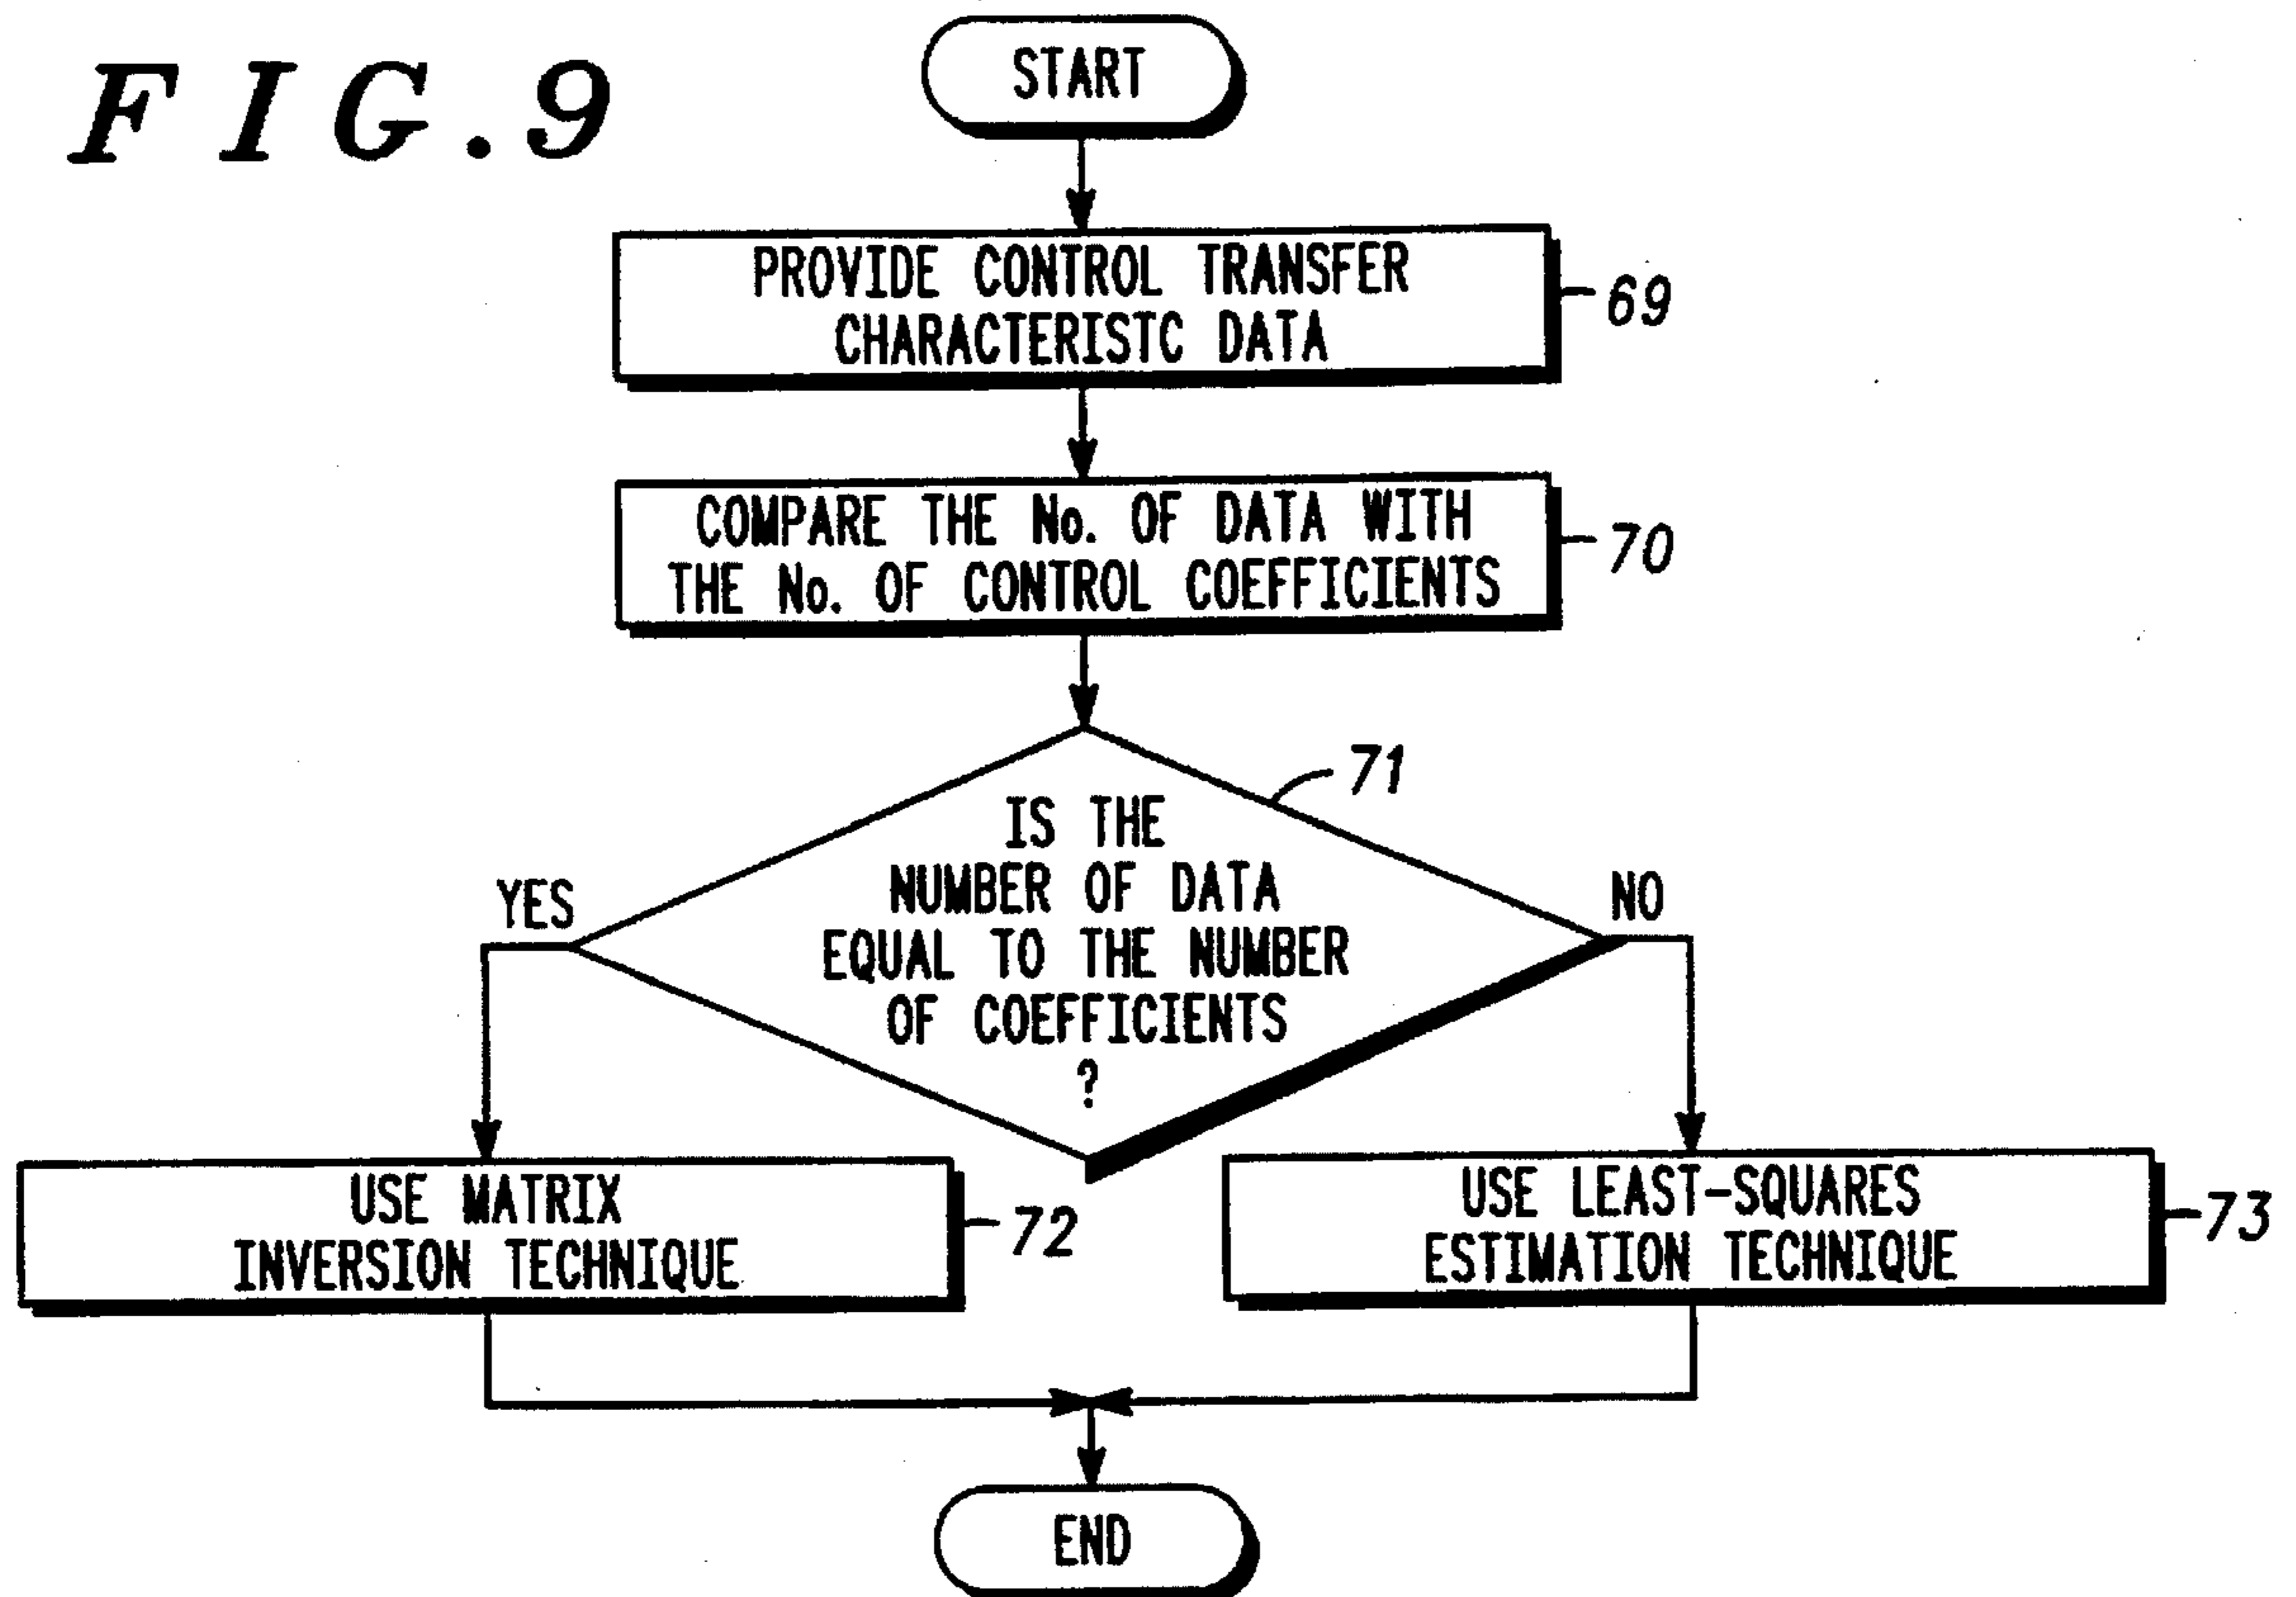 FIG.9
START
PROVIDE CONTROL TRANSFER
CHARACTERISTC DATA
69
COMPARE THE No. OF DATA WITH
THE No. OF CONTROL COEFFICIENTS
70
71
IS THE
NUMBER OF DATA
EQUAL TO THE NUMBER
OF COEFFICIENTS
?
YES
NO
USE MATRIX
INVERSION TECHNIQUE
72
USE LEAST-SQUARES
ESTIMATION TECHNIQUE
73
END